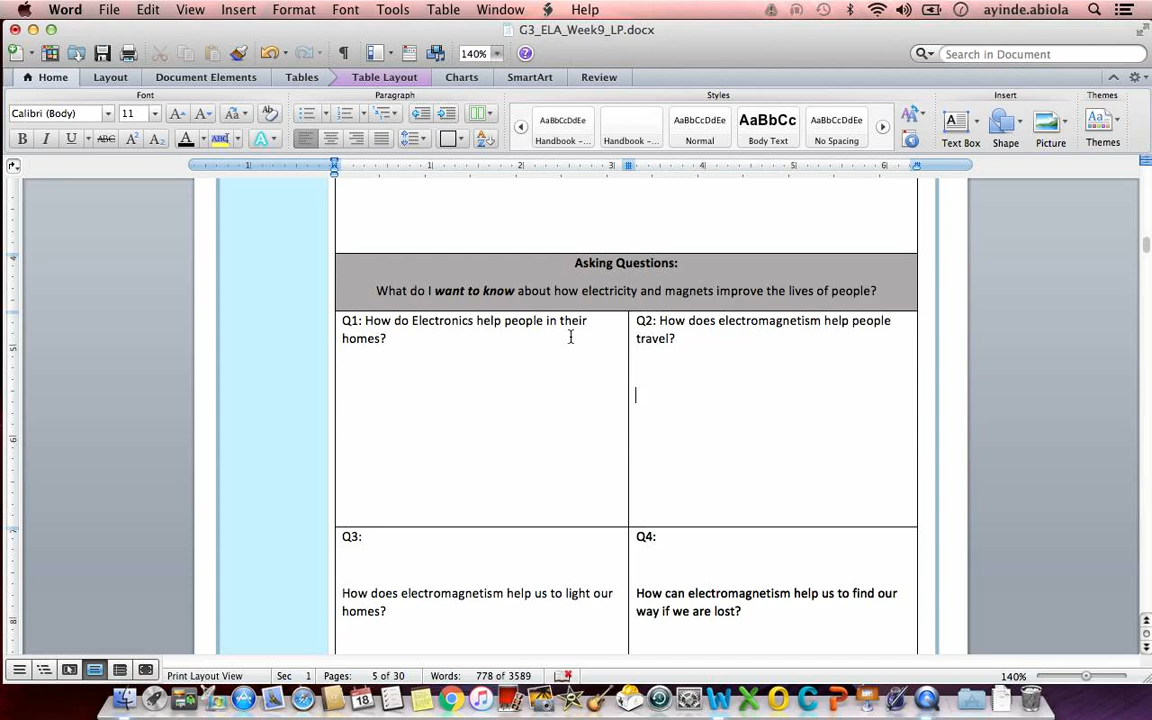 Word File Edit View Insert Format Font Tools Table Window Help ayinde.abiola
G3_ELA_Week9_LP.docx
140% Search in Document
Home Layout Document Elements Tables Table Layout Charts SmartArt Review
Font Paragraph Styles Insert Themes
Calibri (Body) 11 AaBbCcDdE AaBbCcDdE AaBbCcDdE AaBbCc AaBbCcDdE
Handbook -... Handbook -... Normal Body Text No Spacing Text Box Shape Picture Themes
Asking Questions:
What do I want to know about how electricity and magnets improve the lives of people?
Q1: How do Electronics help people in their
homes?
Q2: How does electromagnetism help people
travel?
Q3:
How does electromagnetism help us to light our
homes?
Q4:
How can electromagnetism help us to find our
way if we are lost?
Print Layout View Sec 1 Pages: 5 of 30 Words: 778 of 3589 140%